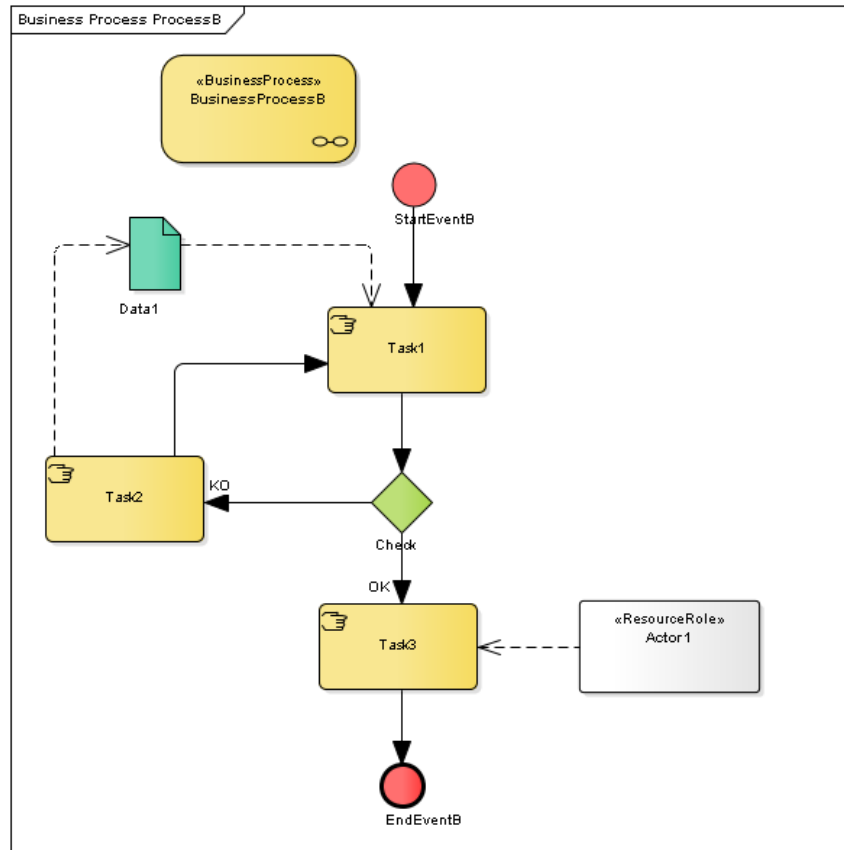 Business Process ProcessB
«BusinessProcess»
BusinessProcessB
StartEventB
Data1
Task1
Task2
KO
Check
OK
Task3
«ResourceRole»
Actor1
EndEventB